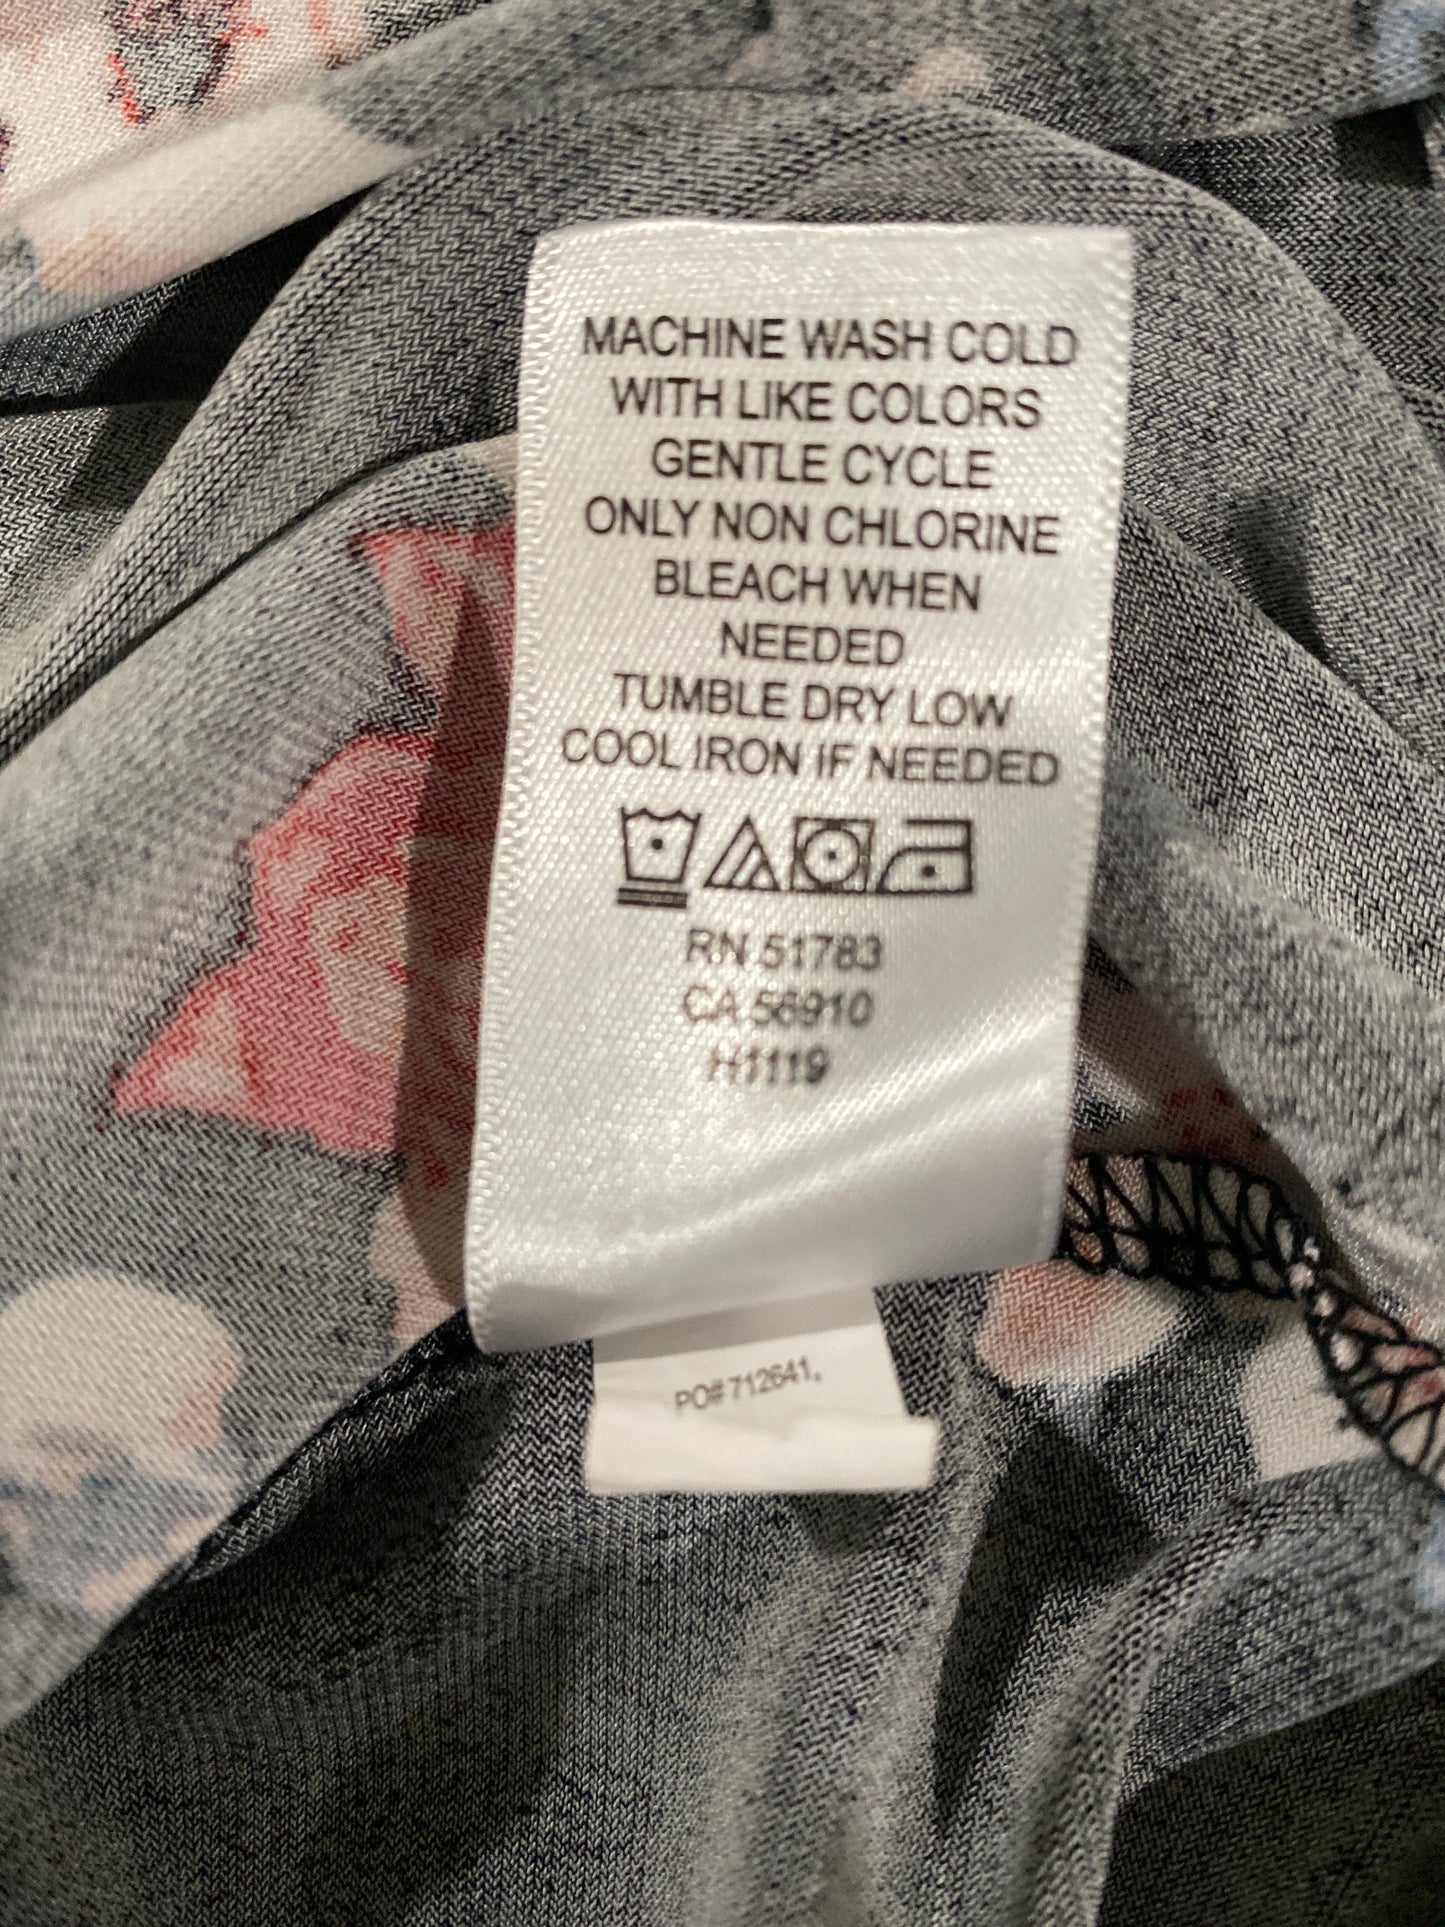 MACHINE WASH COLD
WITH LIKE COLORS
GENTLE CYCLE
ONLY NON CHLORINE
BLEACH WHEN
NEEDED
TUMBLE DRY LOW
COOL IRON IF NEEDED
RN 51783
CA 56910
H1119
PO# 712641,